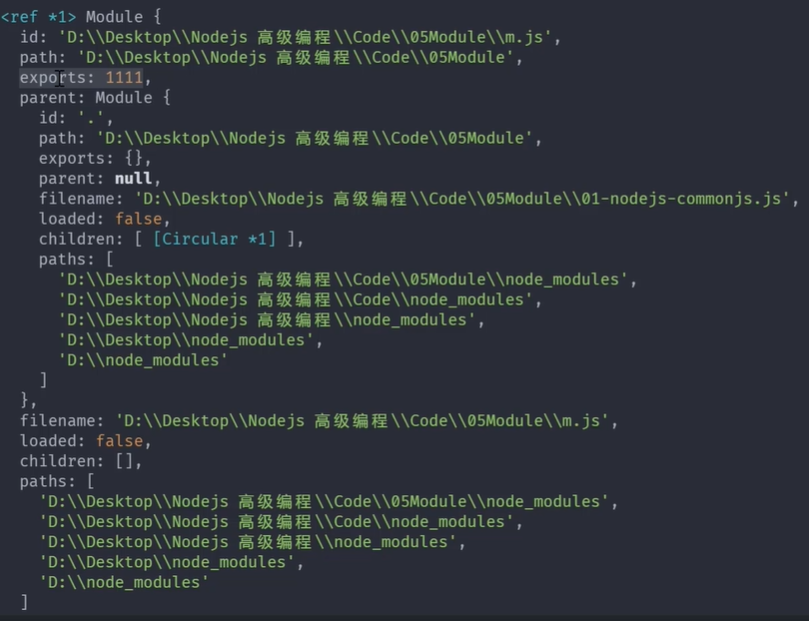 <ref *1> Module {
  id: 'D:\\Desktop\\Nodejs 高级编程\\Code\\05Module\\m.js',
  path: 'D:\\Desktop\\Nodejs 高级编程\\Code\\05Module',
  exports: 1111,
  parent: Module {
    id: '.',
    path: 'D:\\Desktop\\Nodejs 高级编程\\Code\\05Module',
    exports: {},
    parent: null,
    filename: 'D:\\Desktop\\Nodejs 高级编程\\Code\\05Module\\01-nodejs-commonjs.js',
    loaded: false,
    children: [ [Circular *1] ],
    paths: [
      'D:\\Desktop\\Nodejs 高级编程\\Code\\05Module\\node_modules',
      'D:\\Desktop\\Nodejs 高级编程\\Code\\node_modules',
      'D:\\Desktop\\Nodejs 高级编程\\node_modules',
      'D:\\Desktop\\node_modules',
      'D:\\node_modules'
    ]
  },
  filename: 'D:\\Desktop\\Nodejs 高级编程\\Code\\05Module\\m.js',
  loaded: false,
  children: [],
  paths: [
    'D:\\Desktop\\Nodejs 高级编程\\Code\\05Module\\node_modules',
    'D:\\Desktop\\Nodejs 高级编程\\Code\\node_modules',
    'D:\\Desktop\\Nodejs 高级编程\\node_modules',
    'D:\\Desktop\\node_modules',
    'D:\\node_modules'
  ]